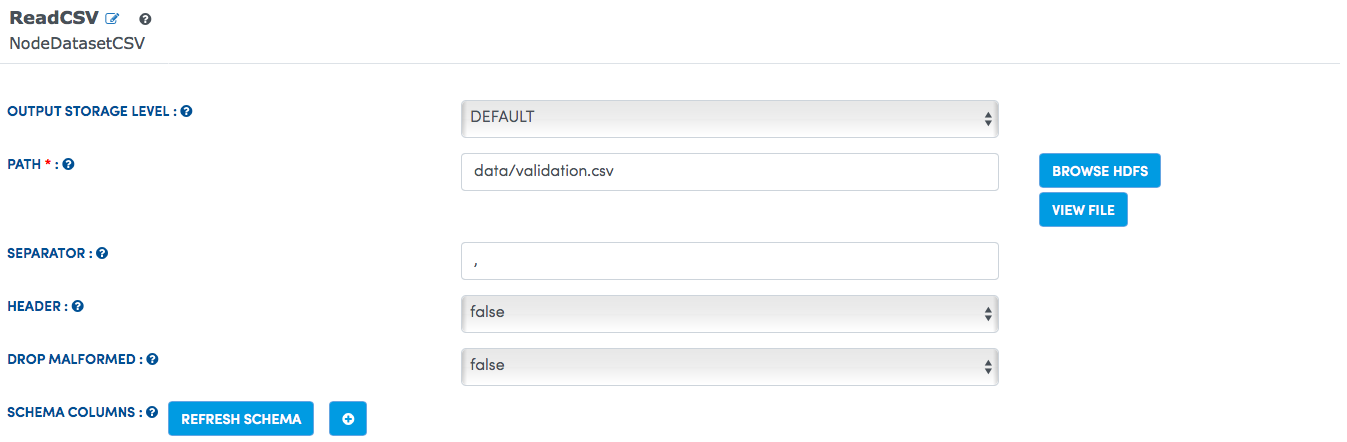 ReadCSV
NodeDatasetCSV
OUTPUT STORAGE LEVEL :
DEFAULT
PATH * :
data/validation.csv
BROWSE HDFS
VIEW FILE
SEPARATOR :
,
HEADER :
false
DROP MALFORMED :
false
SCHEMA COLUMNS :
REFRESH SCHEMA